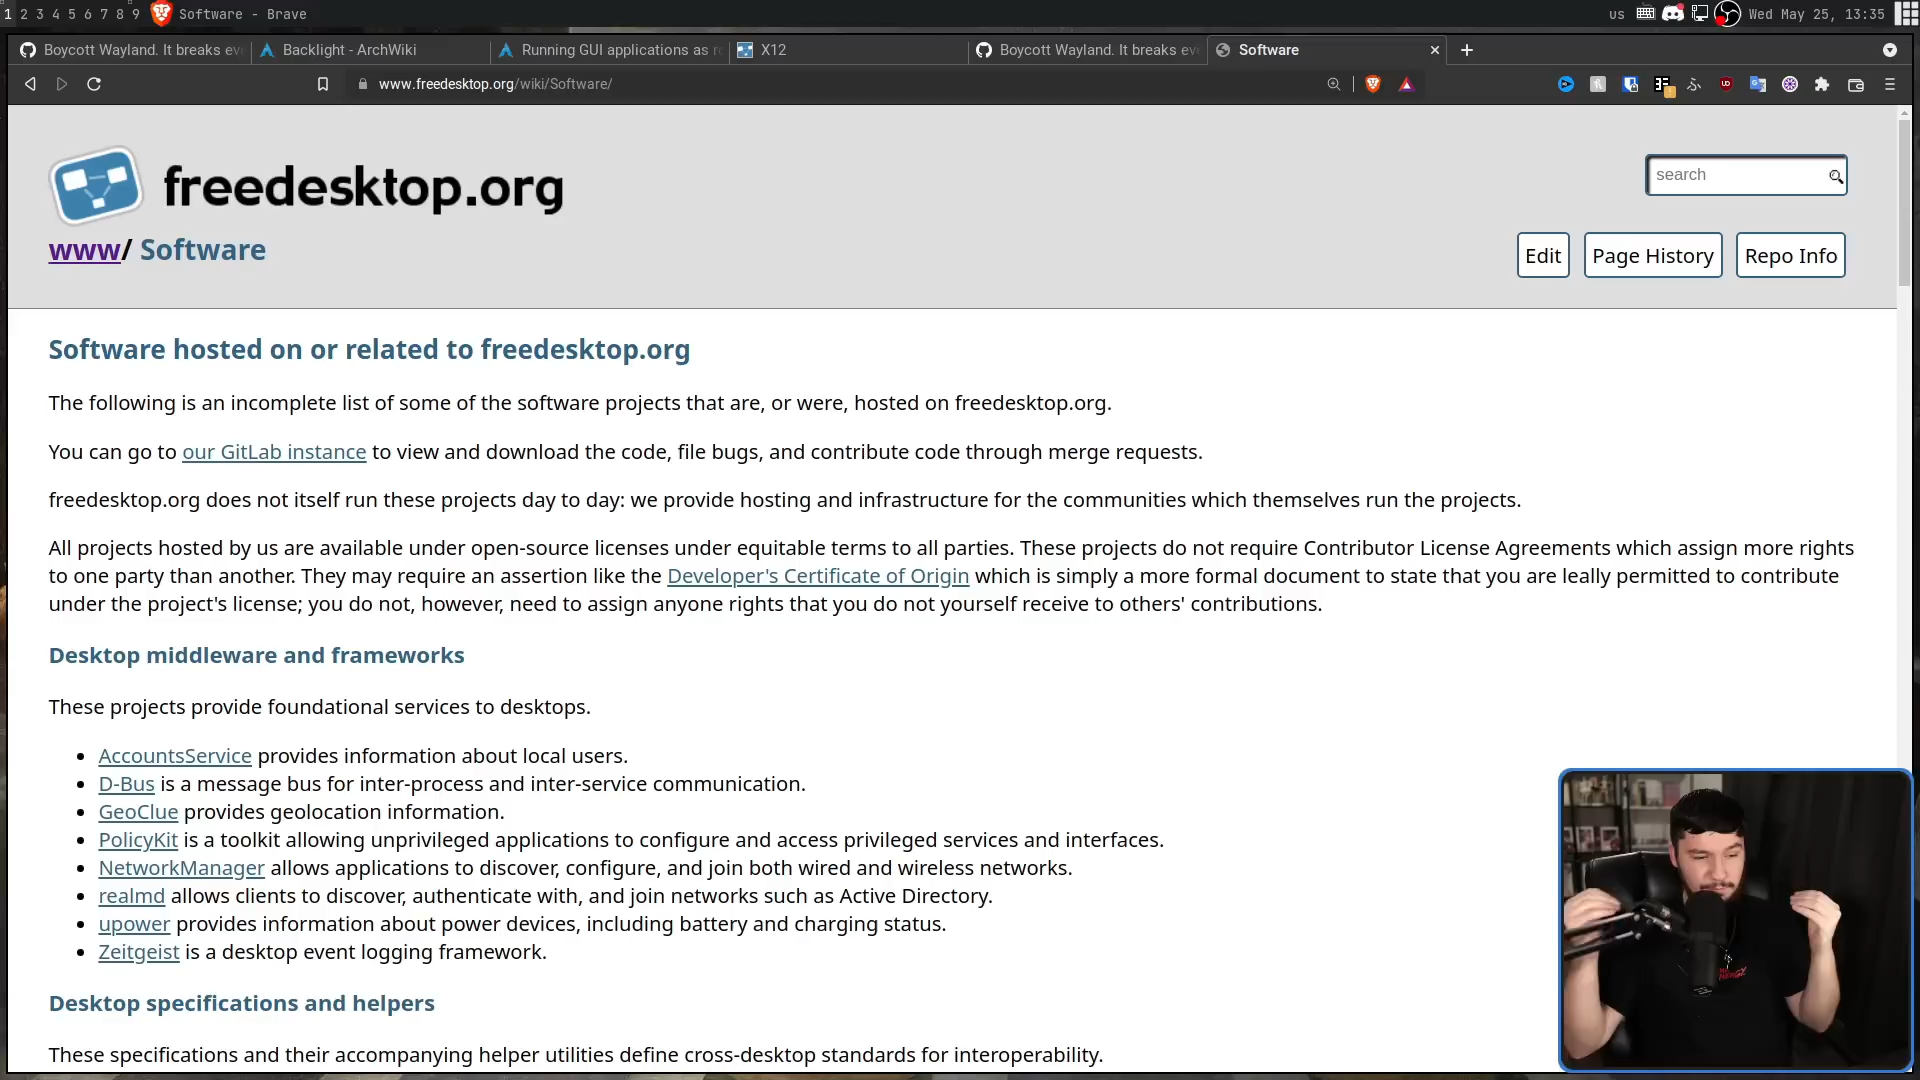 1 2 3 4 5 6 7 8 9 Software - Brave us Wed May 25, 13:35
Boycott Wayland. It breaks ev
Backlight - ArchWiki
Running GUI applications as ro
X12
Boycott Wayland. It breaks ev
Software
www.freedesktop.org/wiki/Software/
freedesktop.org
search
www/ Software
Edit Page History Repo Info
Software hosted on or related to freedesktop.org
The following is an incomplete list of some of the software projects that are, or were, hosted on freedesktop.org.
You can go to our GitLab instance to view and download the code, file bugs, and contribute code through merge requests.
freedesktop.org does not itself run these projects day to day: we provide hosting and infrastructure for the communities which themselves run the projects.
All projects hosted by us are available under open-source licenses under equitable terms to all parties. These projects do not require Contributor License Agreements which assign more rights
to one party than another. They may require an assertion like the Developer's Certificate of Origin which is simply a more formal document to state that you are leally permitted to contribute
under the project's license; you do not, however, need to assign anyone rights that you do not yourself receive to others' contributions.
Desktop middleware and frameworks
These projects provide foundational services to desktops.
• AccountsService provides information about local users.
• D-Bus is a message bus for inter-process and inter-service communication.
• GeoClue provides geolocation information.
• PolicyKit is a toolkit allowing unprivileged applications to configure and access privileged services and interfaces.
• NetworkManager allows applications to discover, configure, and join both wired and wireless networks.
• realmd allows clients to discover, authenticate with, and join networks such as Active Directory.
• upower provides information about power devices, including battery and charging status.
• Zeitgeist is a desktop event logging framework.
Desktop specifications and helpers
These specifications and their accompanying helper utilities define cross-desktop standards for interoperability.